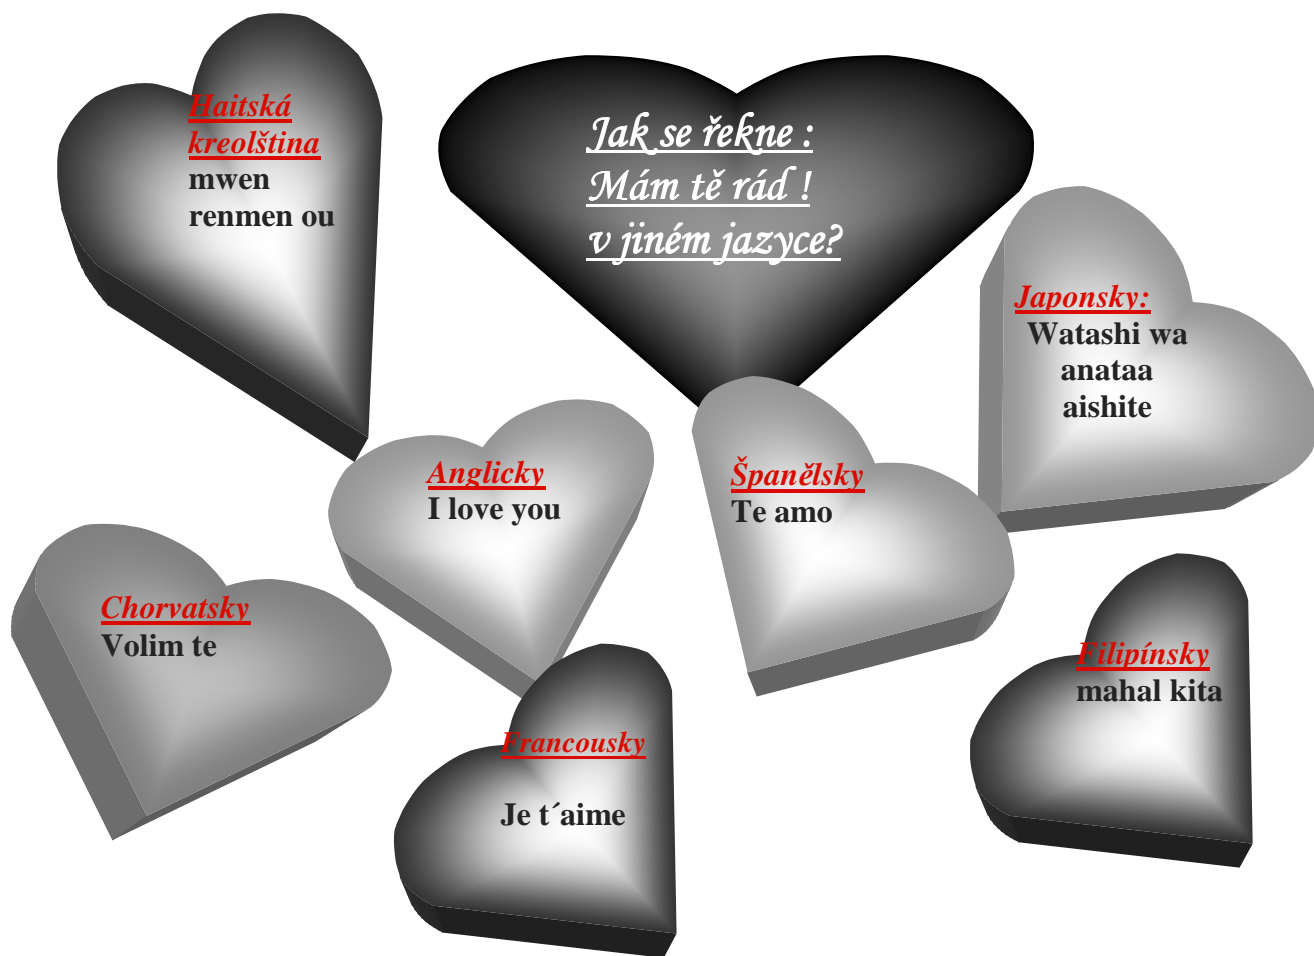 Haitská
kreolština
mwen
renmen ou
Jak se řekne :
Mám tě rád !
v jiném jazyce?
Japonsky:
Watashi wa
anataa
aishite
Anglicky
I love you
Španělsky
Te amo
Chorvatsky
Volim te
Filipínsky
mahal kita
Francousky
Je t´aime